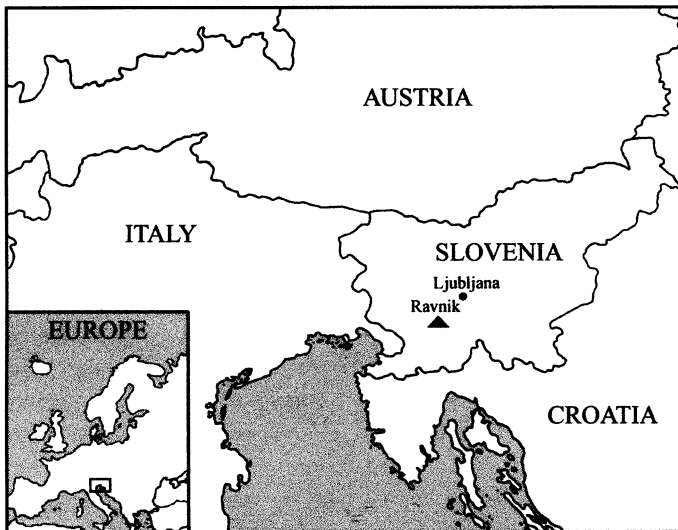 AUSTRIA
ITALY
SLOVENIA
Ljubljana
Ravnik
EUROPE
CROATIA